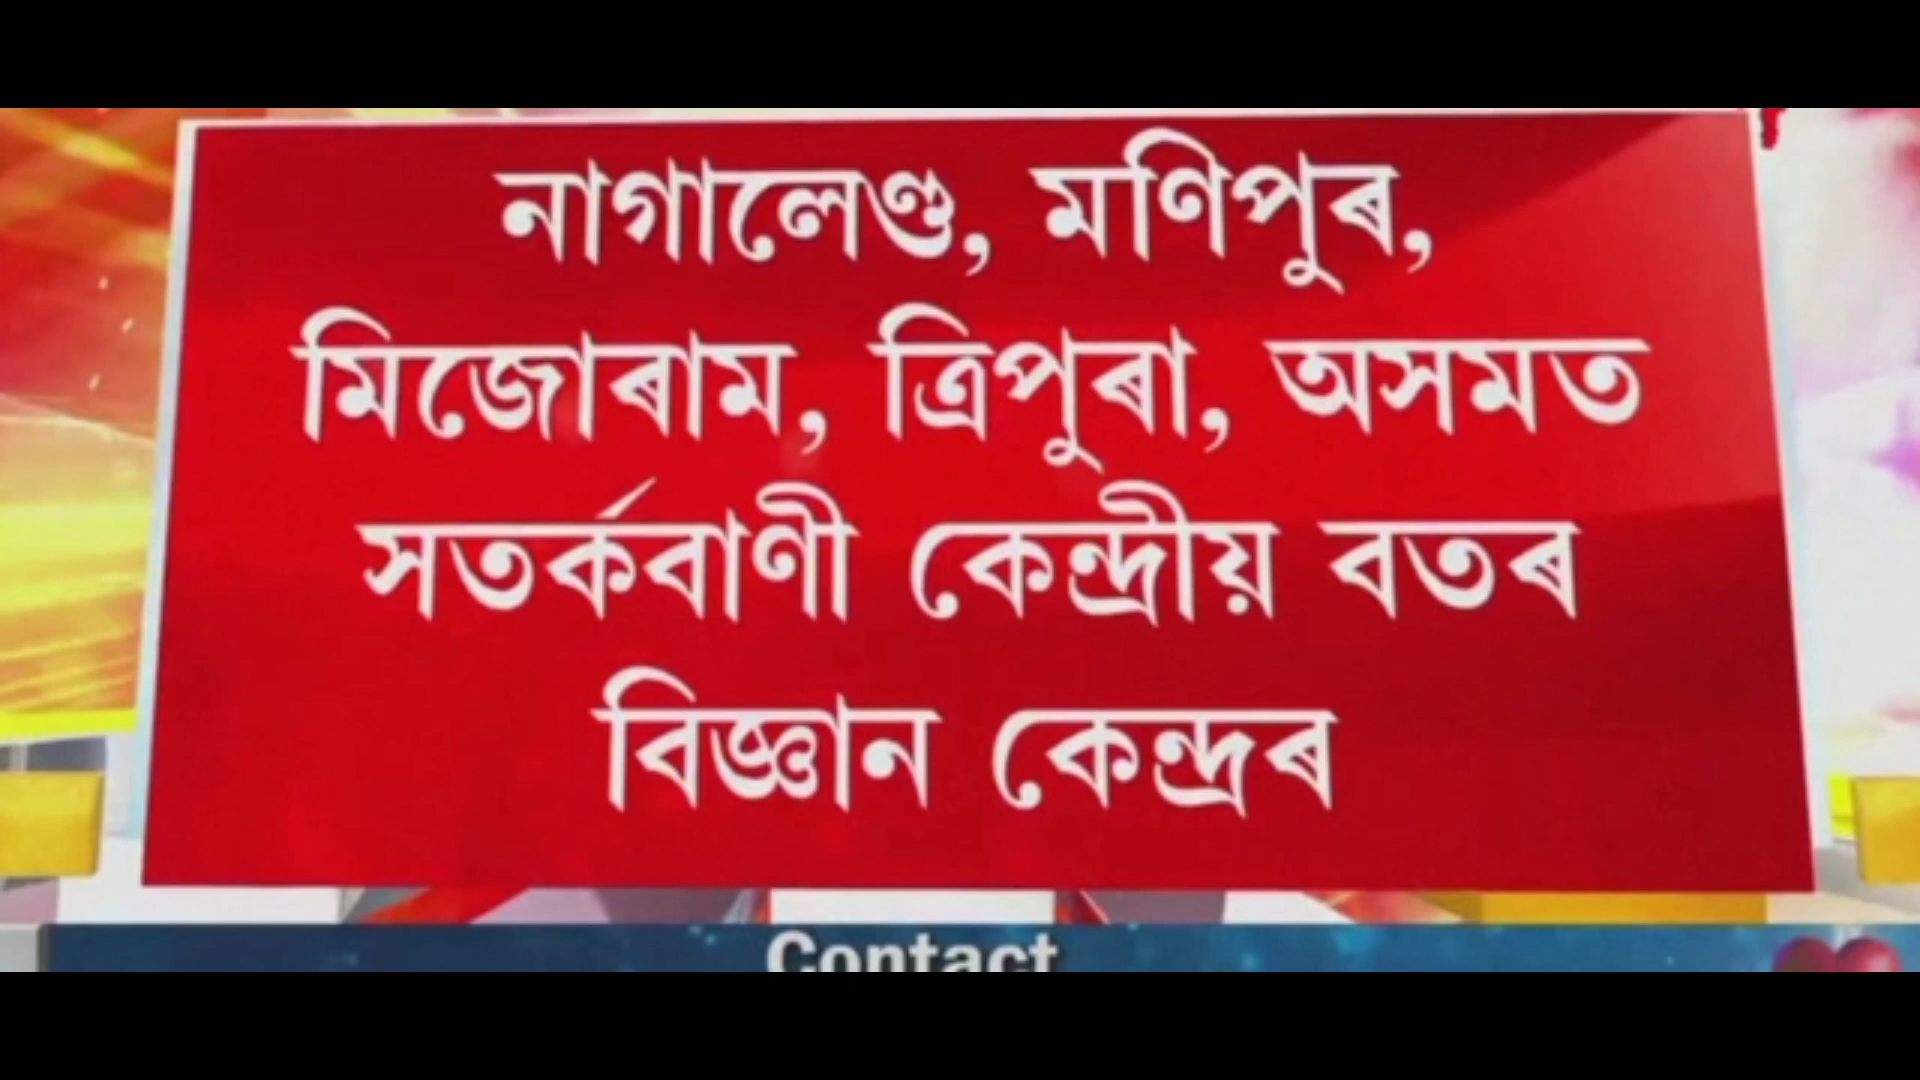 নাগালেণ্ড, মণিপুৰ,
মিজোৰাম, ত্ৰিপুৰা, অসমত
সতৰ্কবাণী কেন্দ্ৰীয় বতৰ
বিজ্ঞান কেন্দ্ৰৰ
Contact